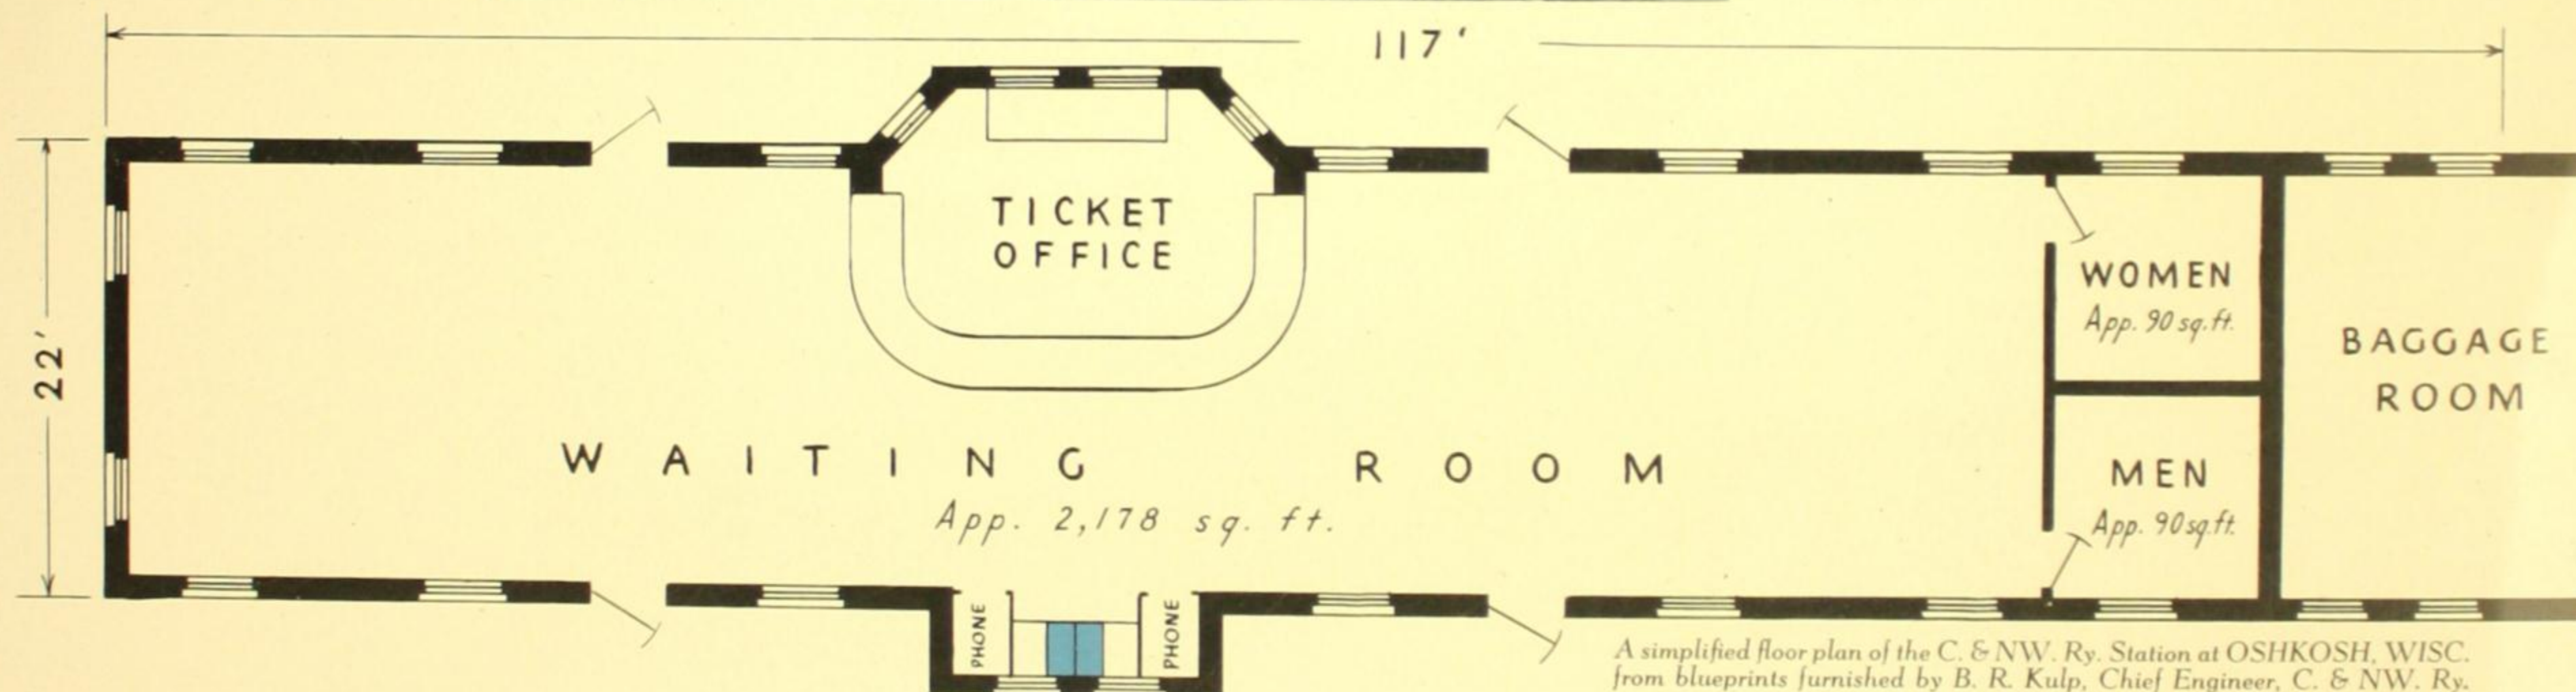 117'
TICKET
OFFICE
22'
WOMEN
App. 90 sq. ft.
BAGGAGE
ROOM
WAITING ROOM
App. 2,178 sq. ft.
MEN
App. 90 sq. ft.
PHONE
PHONE
A simplified floor plan of the C. & NW. Ry. Station at OSHKOSH, WISC.
from blueprints furnished by B. R. Kulp, Chief Engineer, C. & NW. Ry.